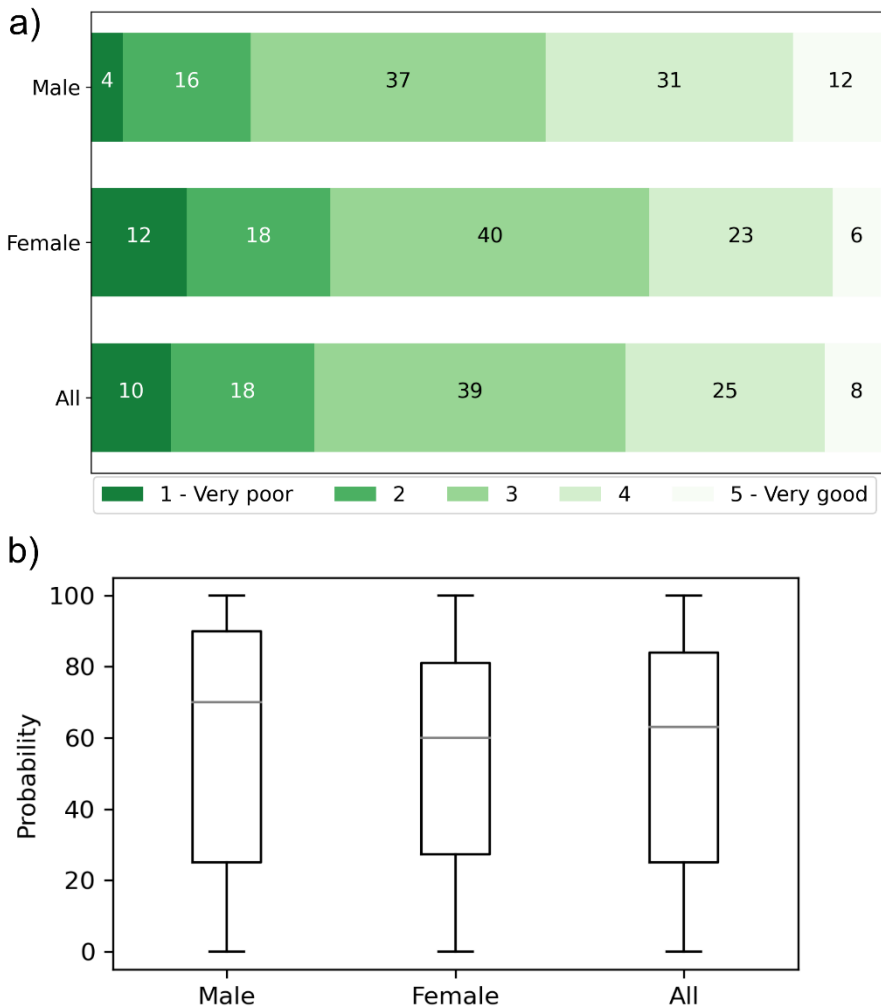 a)
Male 4 16 37 31 12
Female 12 18 40 23 6
All 10 18 39 25 8
1 - Very poor 2 3 4 5 - Very good
b)
Probability
100
80
60
40
20
0
Male Female All